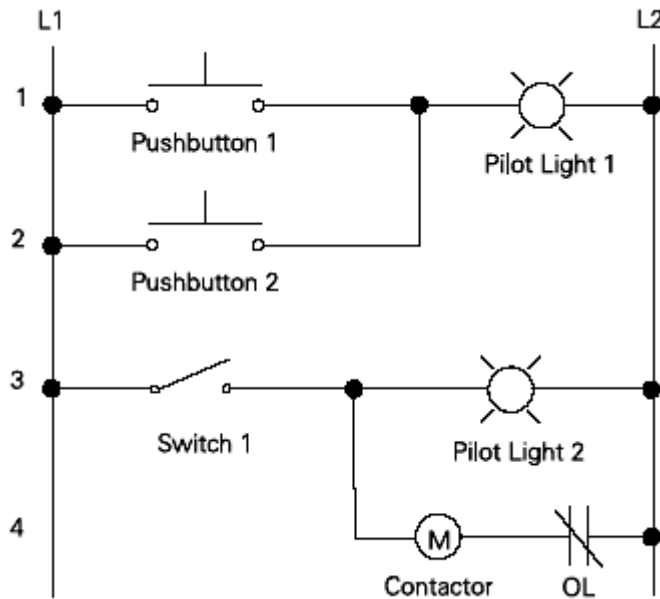 L1
L2
1
Pushbutton 1
Pilot Light 1
2
Pushbutton 2
3
Switch 1
Pilot Light 2
4
M
Contactor
OL